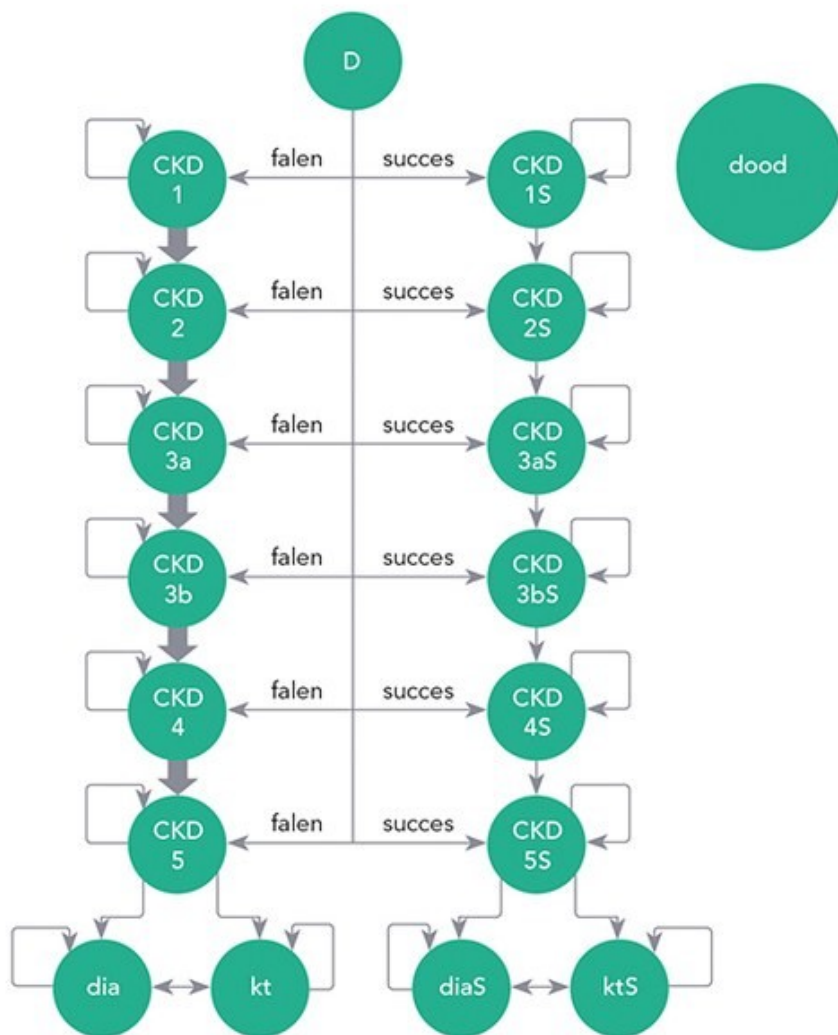 D
dood
CKD
1
falen
succes
CKD
1S
CKD
2
falen
succes
CKD
2S
CKD
3a
falen
succes
CKD
3aS
CKD
3b
falen
succes
CKD
3bS
CKD
4
falen
succes
CKD
4S
CKD
5
falen
succes
CKD
5S
dia
kt
diaS
ktS